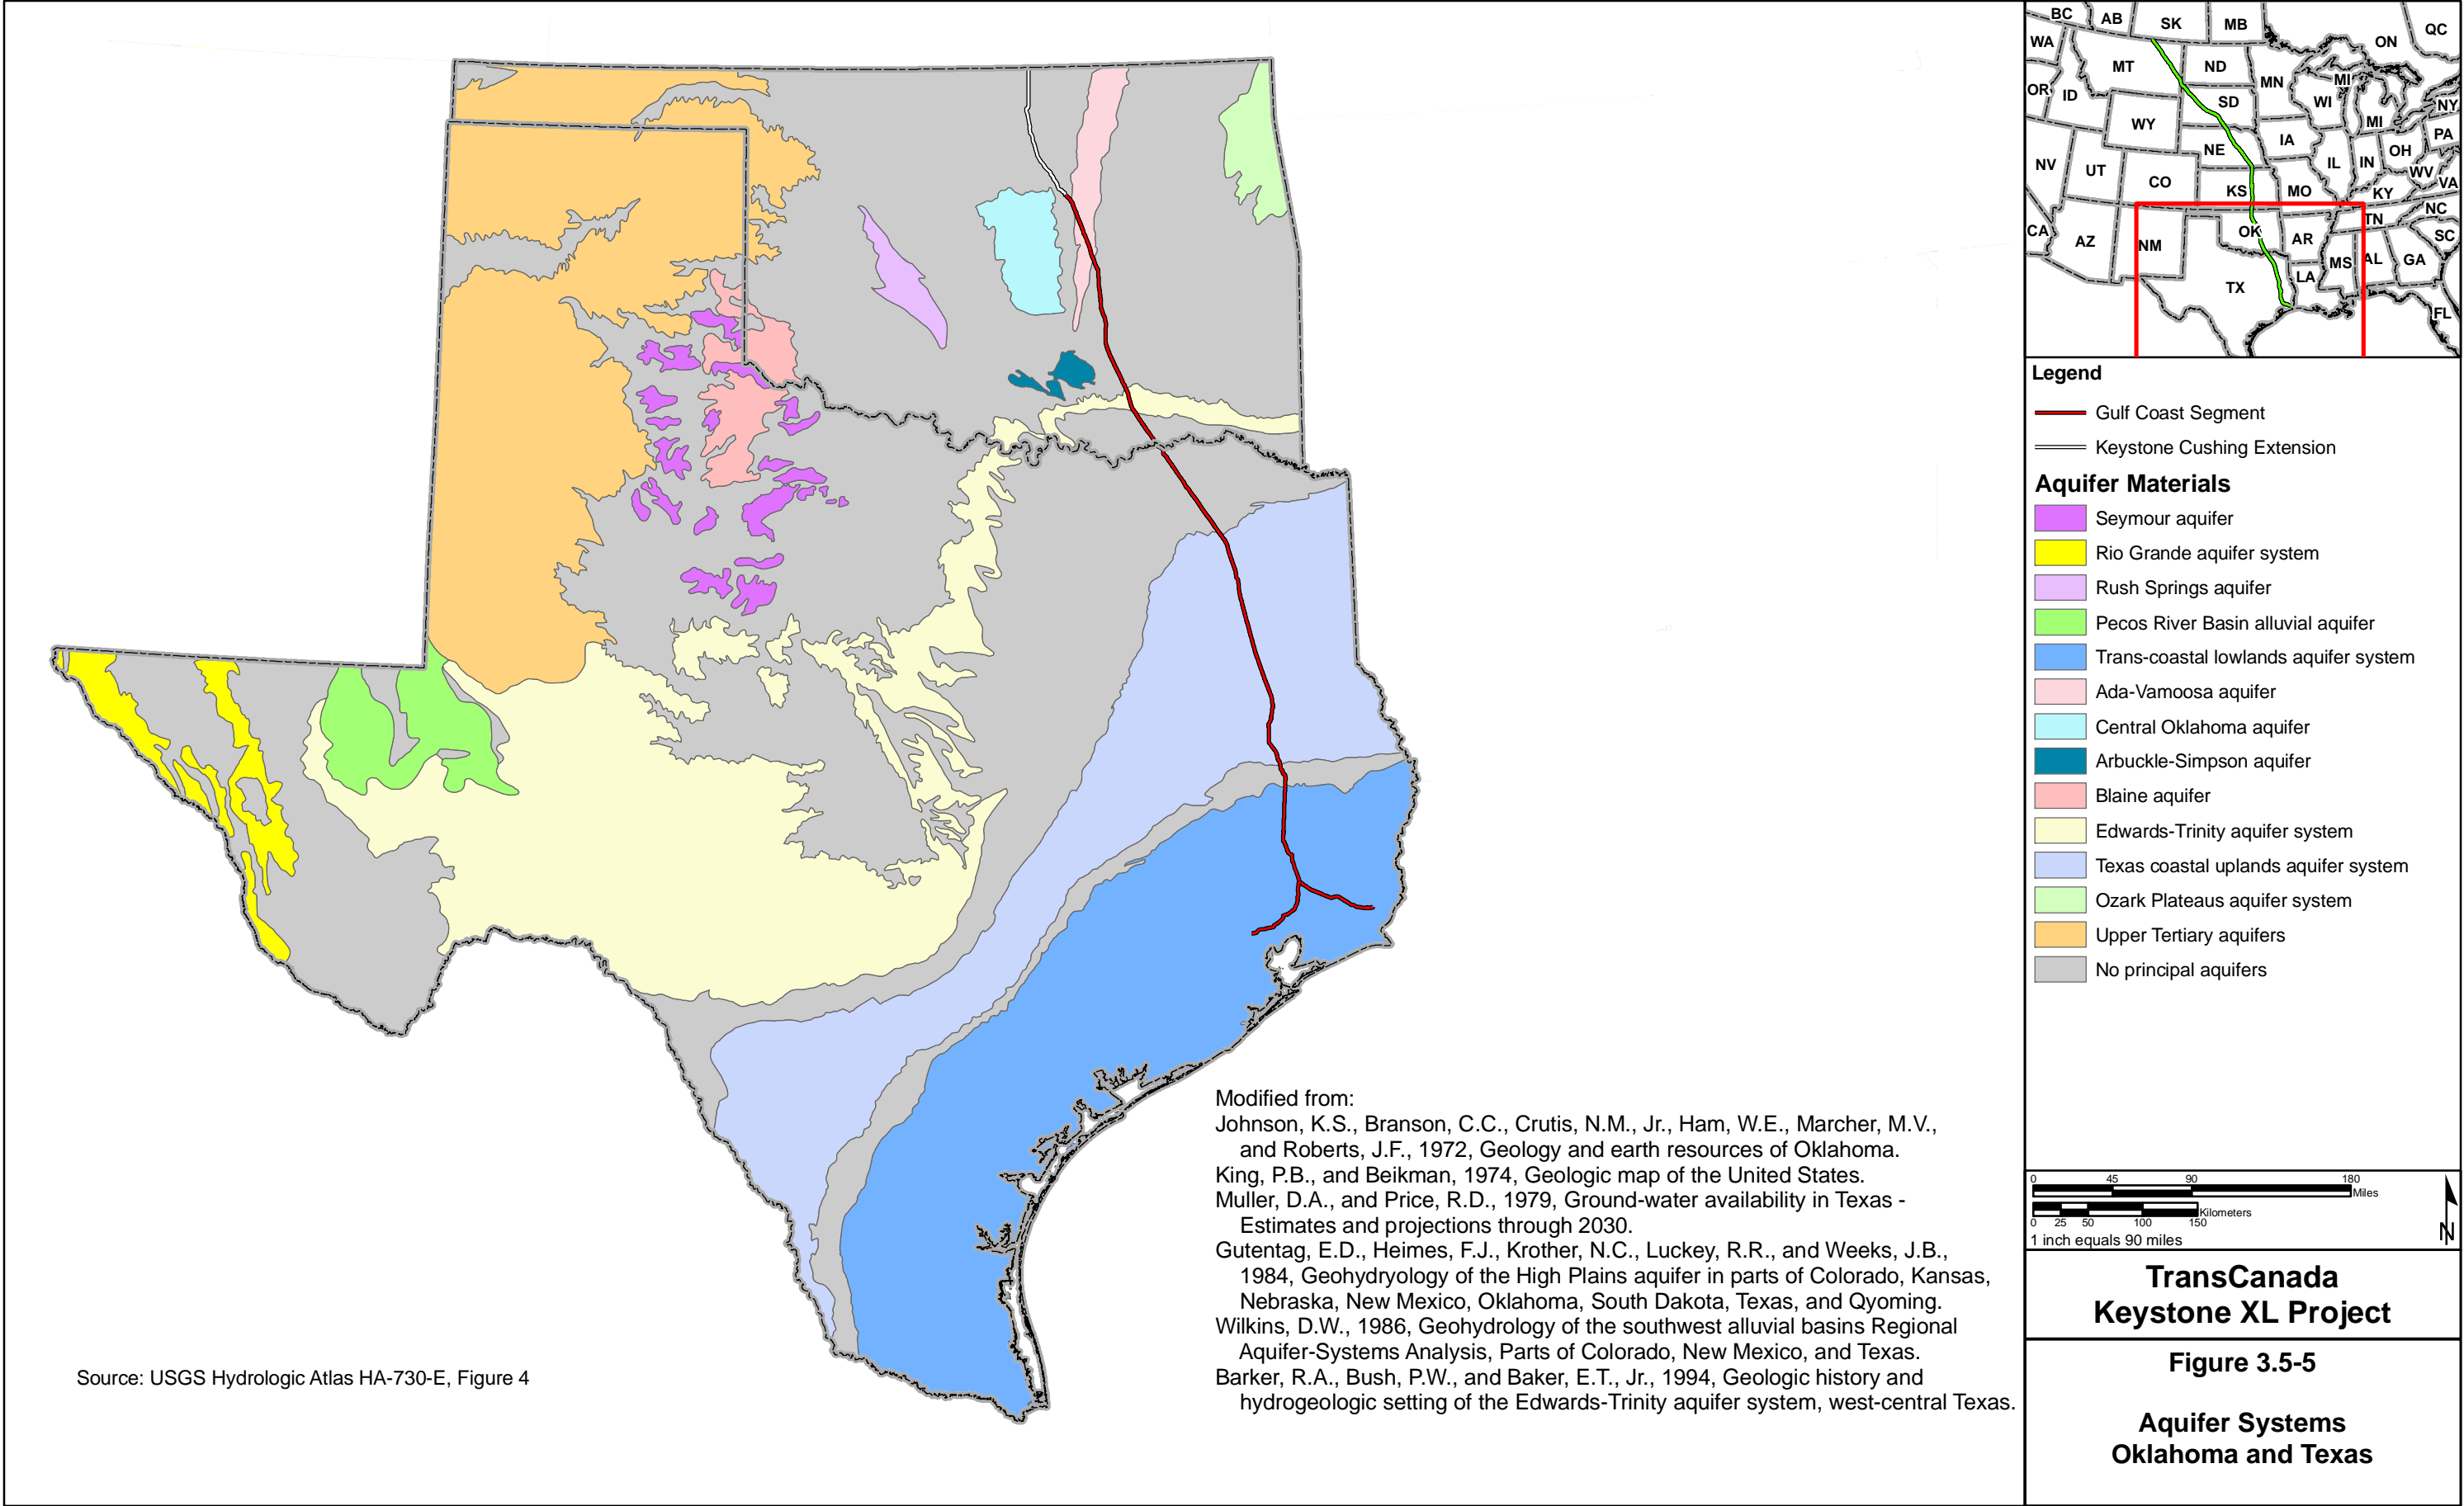 BC
AB
SK
MB
ON
QC
WA
MT
ND
MN
MI
OR
ID
SD
WI
NY
WY
MI
IA
PA
NE
OH
NV
UT
IL
IN
WV
CO
VA
KS
MO
KY
NC
TN
CA
AZ
NM
OK
AR
SC
MS
AL
GA
LA
TX
FL
Legend
Gulf Coast Segment
Keystone Cushing Extension
Aquifer Materials
Seymour aquifer
Rio Grande aquifer system
Rush Springs aquifer
Pecos River Basin alluvial aquifer
Trans-coastal lowlands aquifer system
Ada-Vamoosa aquifer
Central Oklahoma aquifer
Arbuckle-Simpson aquifer
Blaine aquifer
Edwards-Trinity aquifer system
Texas coastal uplands aquifer system
Ozark Plateaus aquifer system
Upper Tertiary aquifers
No principal aquifers
Modified from:
Johnson, K.S., Branson, C.C., Crutis, N.M., Jr., Ham, W.E., Marcher, M.V.,
and Roberts, J.F., 1972, Geology and earth resources of Oklahoma.
King, P.B., and Beikman, 1974, Geologic map of the United States.
Muller, D.A., and Price, R.D., 1979, Ground-water availability in Texas -
Estimates and projections through 2030.
Gutentag, E.D., Heimes, F.J., Krother, N.C., Luckey, R.R., and Weeks, J.B.,
1984, Geohydryology of the High Plains aquifer in parts of Colorado, Kansas,
Nebraska, New Mexico, Oklahoma, South Dakota, Texas, and Qyoming.
Wilkins, D.W., 1986, Geohydrology of the southwest alluvial basins Regional
Aquifer-Systems Analysis, Parts of Colorado, New Mexico, and Texas.
Barker, R.A., Bush, P.W., and Baker, E.T., Jr., 1994, Geologic history and
hydrogeologic setting of the Edwards-Trinity aquifer system, west-central Texas.
Source: USGS Hydrologic Atlas HA-730-E, Figure 4
0 45 90 180
Miles
Kilometers
0 25 50 100 150
1 inch equals 90 miles
N
TransCanada
Keystone XL Project
Figure 3.5-5
Aquifer Systems
Oklahoma and Texas